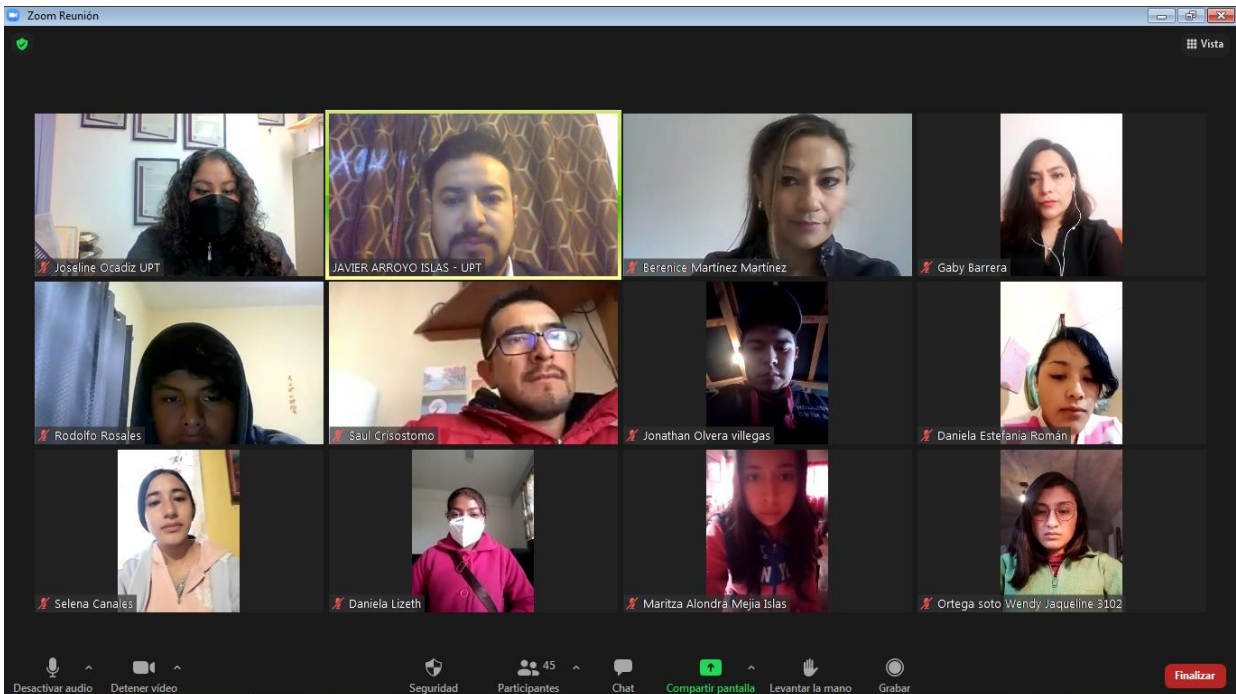 Zoom Reunión
Vista
Joseline Ocadiz UPT
JAVIER ARROYO ISLAS - UPT
Berenice Martínez Martínez
Gaby Barrera
Rodolfo Rosales
Saul Crisostomo
Jonathan Olvera villegas
Daniela Estefania Román
Selena Canales
Daniela Lizeth
Maritza Alondra Mejia Islas
Ortega soto Wendy Jaqueline 3102
45
Desactivar audio
Detener vídeo
Seguridad
Participantes
Chat
Compartir pantalla
Levantar la mano
Grabar
Finalizar